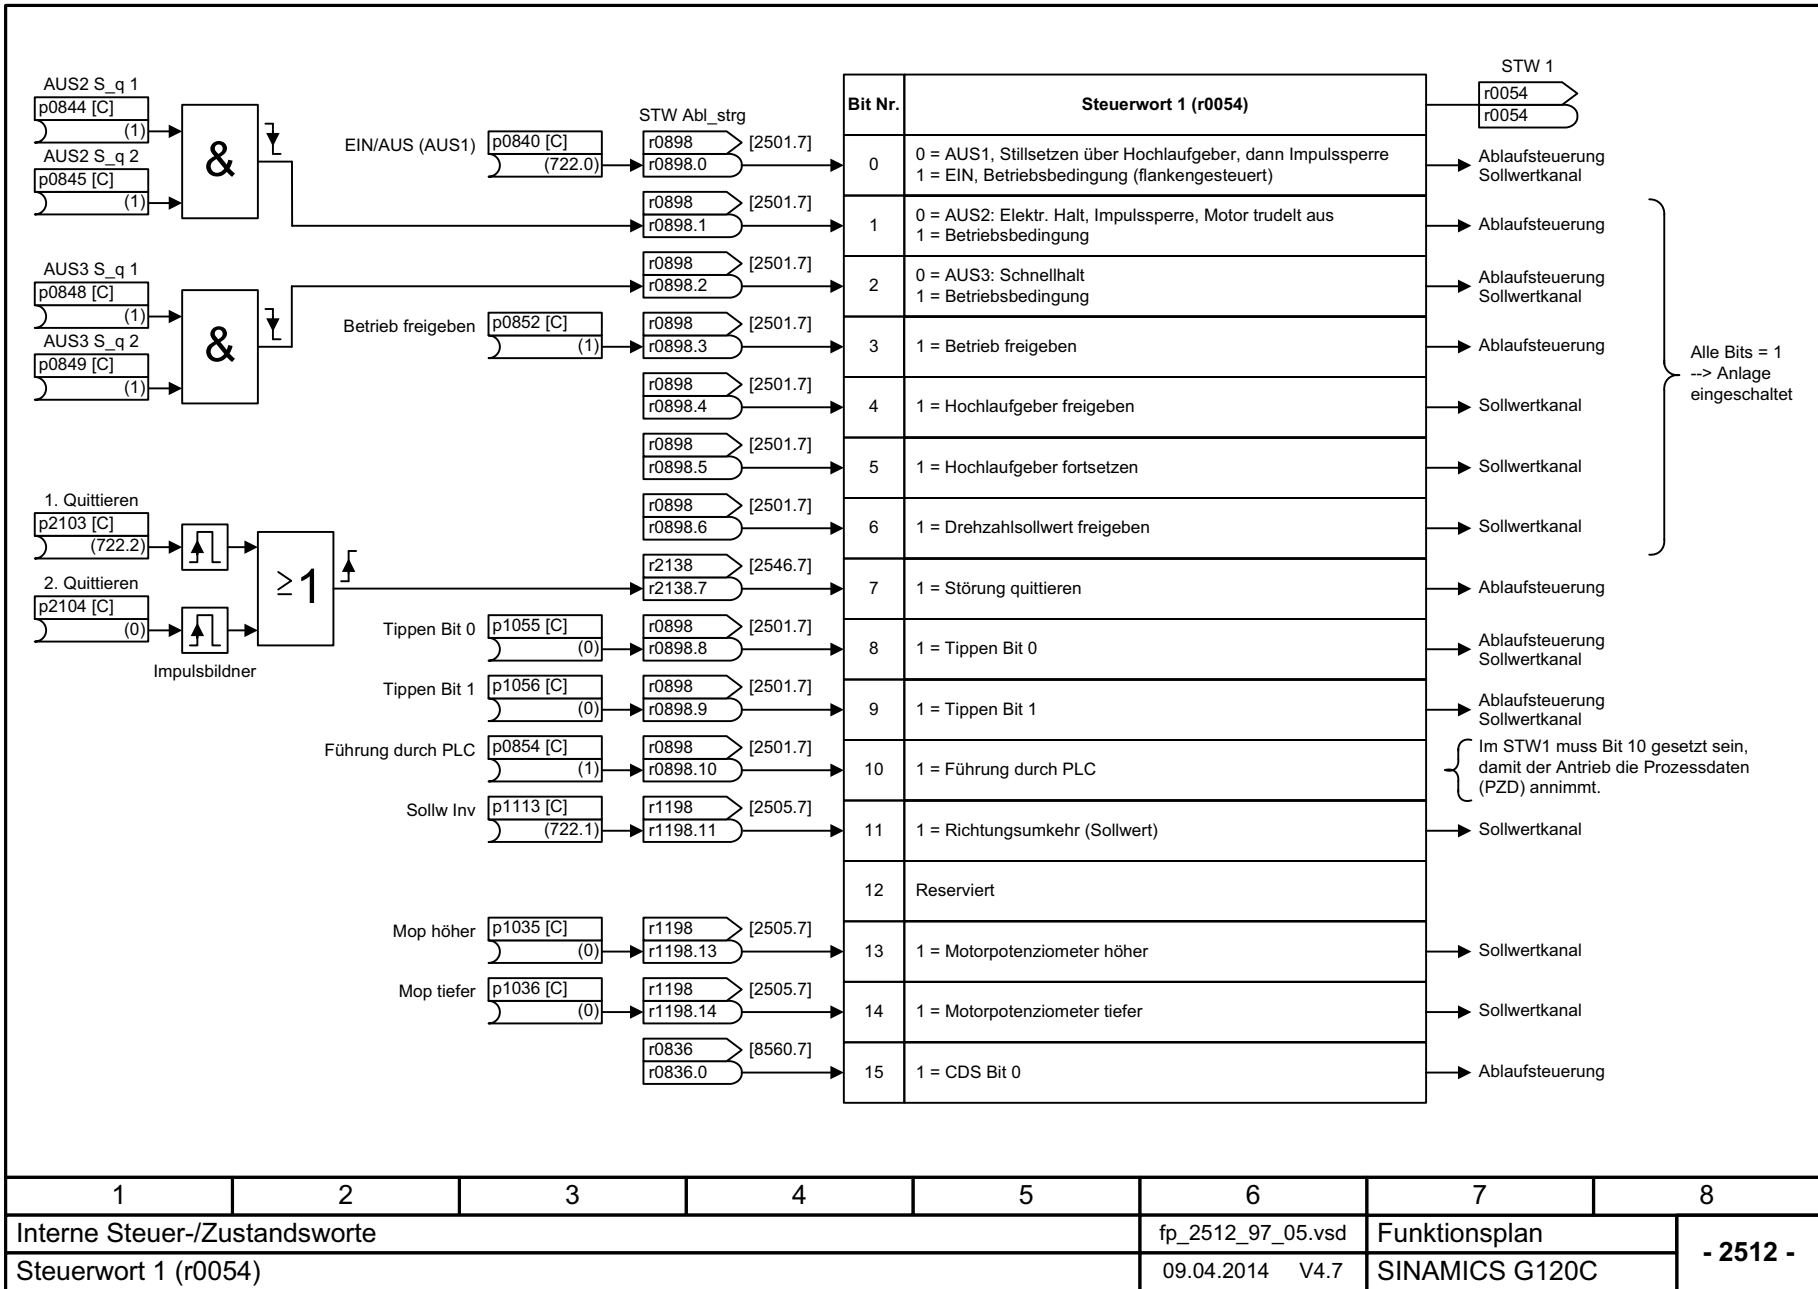 STW 1
r0054
r0054
Bit Nr.
Steuerwort 1 (r0054)
AUS2 S_q 1
p0844 [C]
(1)
AUS2 S_q 2
p0845 [C]
(1)
&
STW Abl_strg
EIN/AUS (AUS1)
p0840 [C]
(722.0)
r0898
[2501.7]
r0898.0
0
0 = AUS1, Stillsetzen über Hochlaufgeber, dann Impulssperre
1 = EIN, Betriebsbedingung (flankengesteuert)
Ablaufsteuerung
Sollwertkanal
r0898
[2501.7]
r0898.1
1
0 = AUS2: Elektr. Halt, Impulssperre, Motor trudelt aus
1 = Betriebsbedingung
Ablaufsteuerung
AUS3 S_q 1
p0848 [C]
(1)
AUS3 S_q 2
p0849 [C]
(1)
&
r0898
[2501.7]
r0898.2
2
0 = AUS3: Schnellhalt
1 = Betriebsbedingung
Ablaufsteuerung
Sollwertkanal
Betrieb freigeben
p0852 [C]
(1)
r0898
[2501.7]
r0898.3
3
1 = Betrieb freigeben
Ablaufsteuerung
Alle Bits = 1
--> Anlage
eingeschaltet
r0898
[2501.7]
r0898.4
4
1 = Hochlaufgeber freigeben
Sollwertkanal
r0898
[2501.7]
r0898.5
5
1 = Hochlaufgeber fortsetzen
Sollwertkanal
r0898
[2501.7]
r0898.6
6
1 = Drehzahlsollwert freigeben
Sollwertkanal
1. Quittieren
p2103 [C]
(722.2)
2. Quittieren
p2104 [C]
(0)
Impulsbildner
≥1
r2138
[2546.7]
r2138.7
7
1 = Störung quittieren
Ablaufsteuerung
Tippen Bit 0
p1055 [C]
(0)
r0898
[2501.7]
r0898.8
8
1 = Tippen Bit 0
Ablaufsteuerung
Sollwertkanal
Tippen Bit 1
p1056 [C]
(0)
r0898
[2501.7]
r0898.9
9
1 = Tippen Bit 1
Ablaufsteuerung
Sollwertkanal
Führung durch PLC
p0854 [C]
(1)
r0898
[2501.7]
r0898.10
10
1 = Führung durch PLC
Im STW1 muss Bit 10 gesetzt sein,
damit der Antrieb die Prozessdaten
(PZD) annimmt.
Sollw Inv
p1113 [C]
(722.1)
r1198
[2505.7]
r1198.11
11
1 = Richtungsumkehr (Sollwert)
Sollwertkanal
12
Reserviert
Mop höher
p1035 [C]
(0)
r1198
[2505.7]
r1198.13
13
1 = Motorpotenziometer höher
Sollwertkanal
Mop tiefer
p1036 [C]
(0)
r1198
[2505.7]
r1198.14
14
1 = Motorpotenziometer tiefer
Sollwertkanal
r0836
[8560.7]
r0836.0
15
1 = CDS Bit 0
Ablaufsteuerung
1 2 3 4 5 6 7 8
Interne Steuer-/Zustandsworte
fp_2512_97_05.vsd
Funktionsplan
- 2512 -
Steuerwort 1 (r0054)
09.04.2014 V4.7
SINAMICS G120C